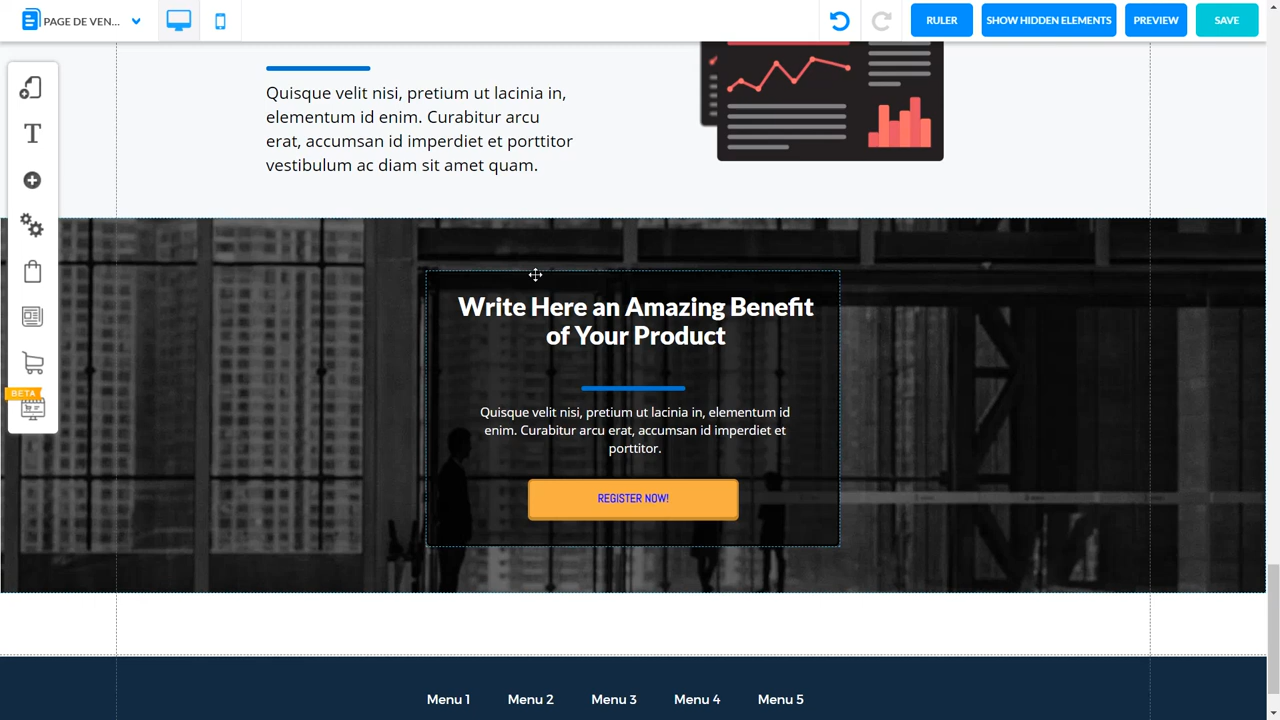 PAGE DE VEN...
RULER
SHOW HIDDEN ELEMENTS
PREVIEW
SAVE
T
Quisque velit nisi, pretium ut lacinia in,
elementum id enim. Curabitur arcu
erat, accumsan id imperdiet et porttitor
vestibulum ac diam sit amet quam.
BETA
Write Here an Amazing Benefit
of Your Product
Quisque velit nisi, pretium ut lacinia in, elementum id
enim. Curabitur arcu erat, accumsan id imperdiet et
porttitor.
REGISTER NOW!
Menu 1
Menu 2
Menu 3
Menu 4
Menu 5